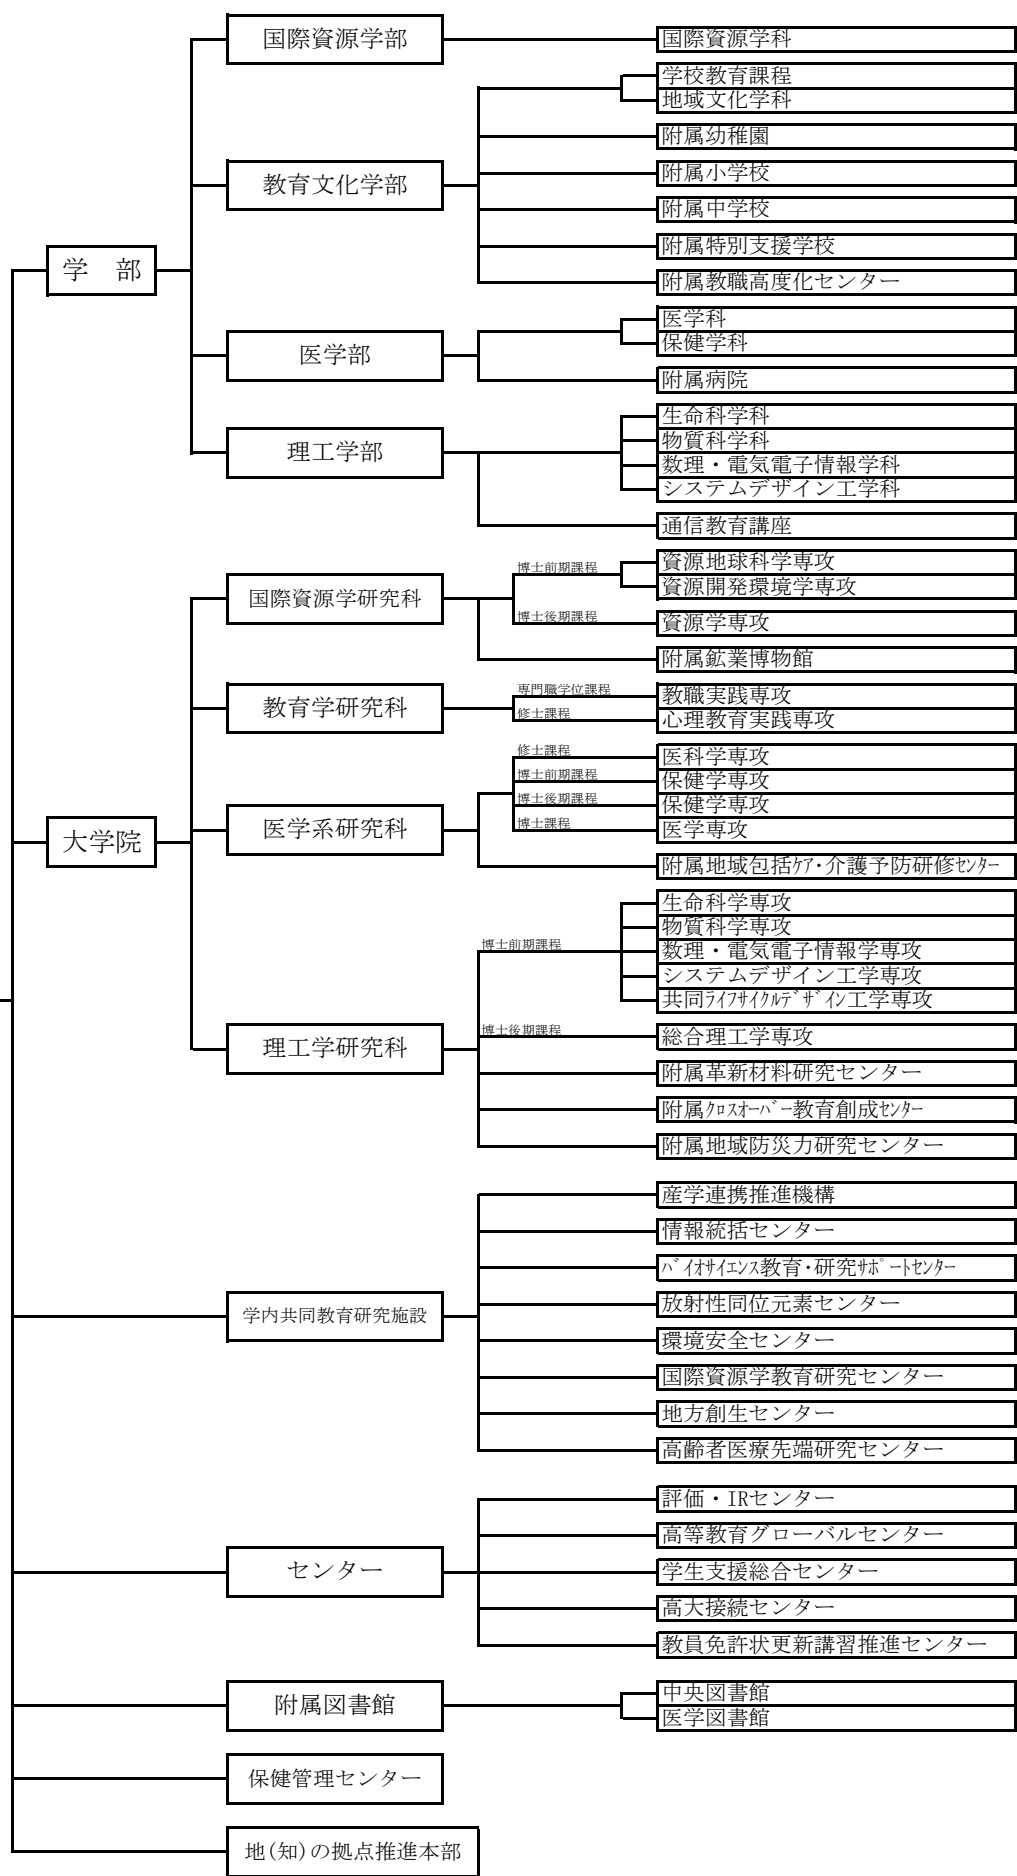 国際資源学部
国際資源学科
学校教育課程
地域文化学科
附属幼稚園
附属小学校
教育文化学部
附属中学校
附属特別支援学校
附属教職高度化センター
学　部
医学科
保健学科
医学部
附属病院
生命科学科
物質科学科
理工学部
数理・電気電子情報学科
システムデザイン工学科
通信教育講座
博士前期課程
資源地球科学専攻
資源開発環境学専攻
国際資源学研究科
博士後期課程
資源学専攻
附属鉱業博物館
専門職学位課程
教職実践専攻
教育学研究科
修士課程
心理教育実践専攻
修士課程
医科学専攻
博士前期課程
保健学専攻
博士後期課程
保健学専攻
医学系研究科
博士課程
医学専攻
大学院
附属地域包括ｹｱ・介護予防研修ｾﾝﾀｰ
生命科学専攻
物質科学専攻
博士前期課程
数理・電気電子情報学専攻
システムデザイン工学専攻
共同ﾗｲﾌｻｲｸﾙﾃﾞｻﾞｲﾝ工学専攻
博士後期課程
総合理工学専攻
理工学研究科
附属革新材料研究センター
附属ｸﾛｽｵｰﾊﾞｰ教育創成ｾﾝﾀｰ
附属地域防災力研究センター
産学連携推進機構
情報統括センター
ﾊﾞｲｵｻｲｴﾝｽ教育・研究ｻﾎﾟｰﾄｾﾝﾀｰ
放射性同位元素センター
学内共同教育研究施設
環境安全センター
国際資源学教育研究センター
地方創生センター
高齢者医療先端研究センター
評価・IRセンター
高等教育グローバルセンター
センター
学生支援総合センター
高大接続センター
教員免許状更新講習推進センター
附属図書館
中央図書館
医学図書館
保健管理センター
地(知)の拠点推進本部